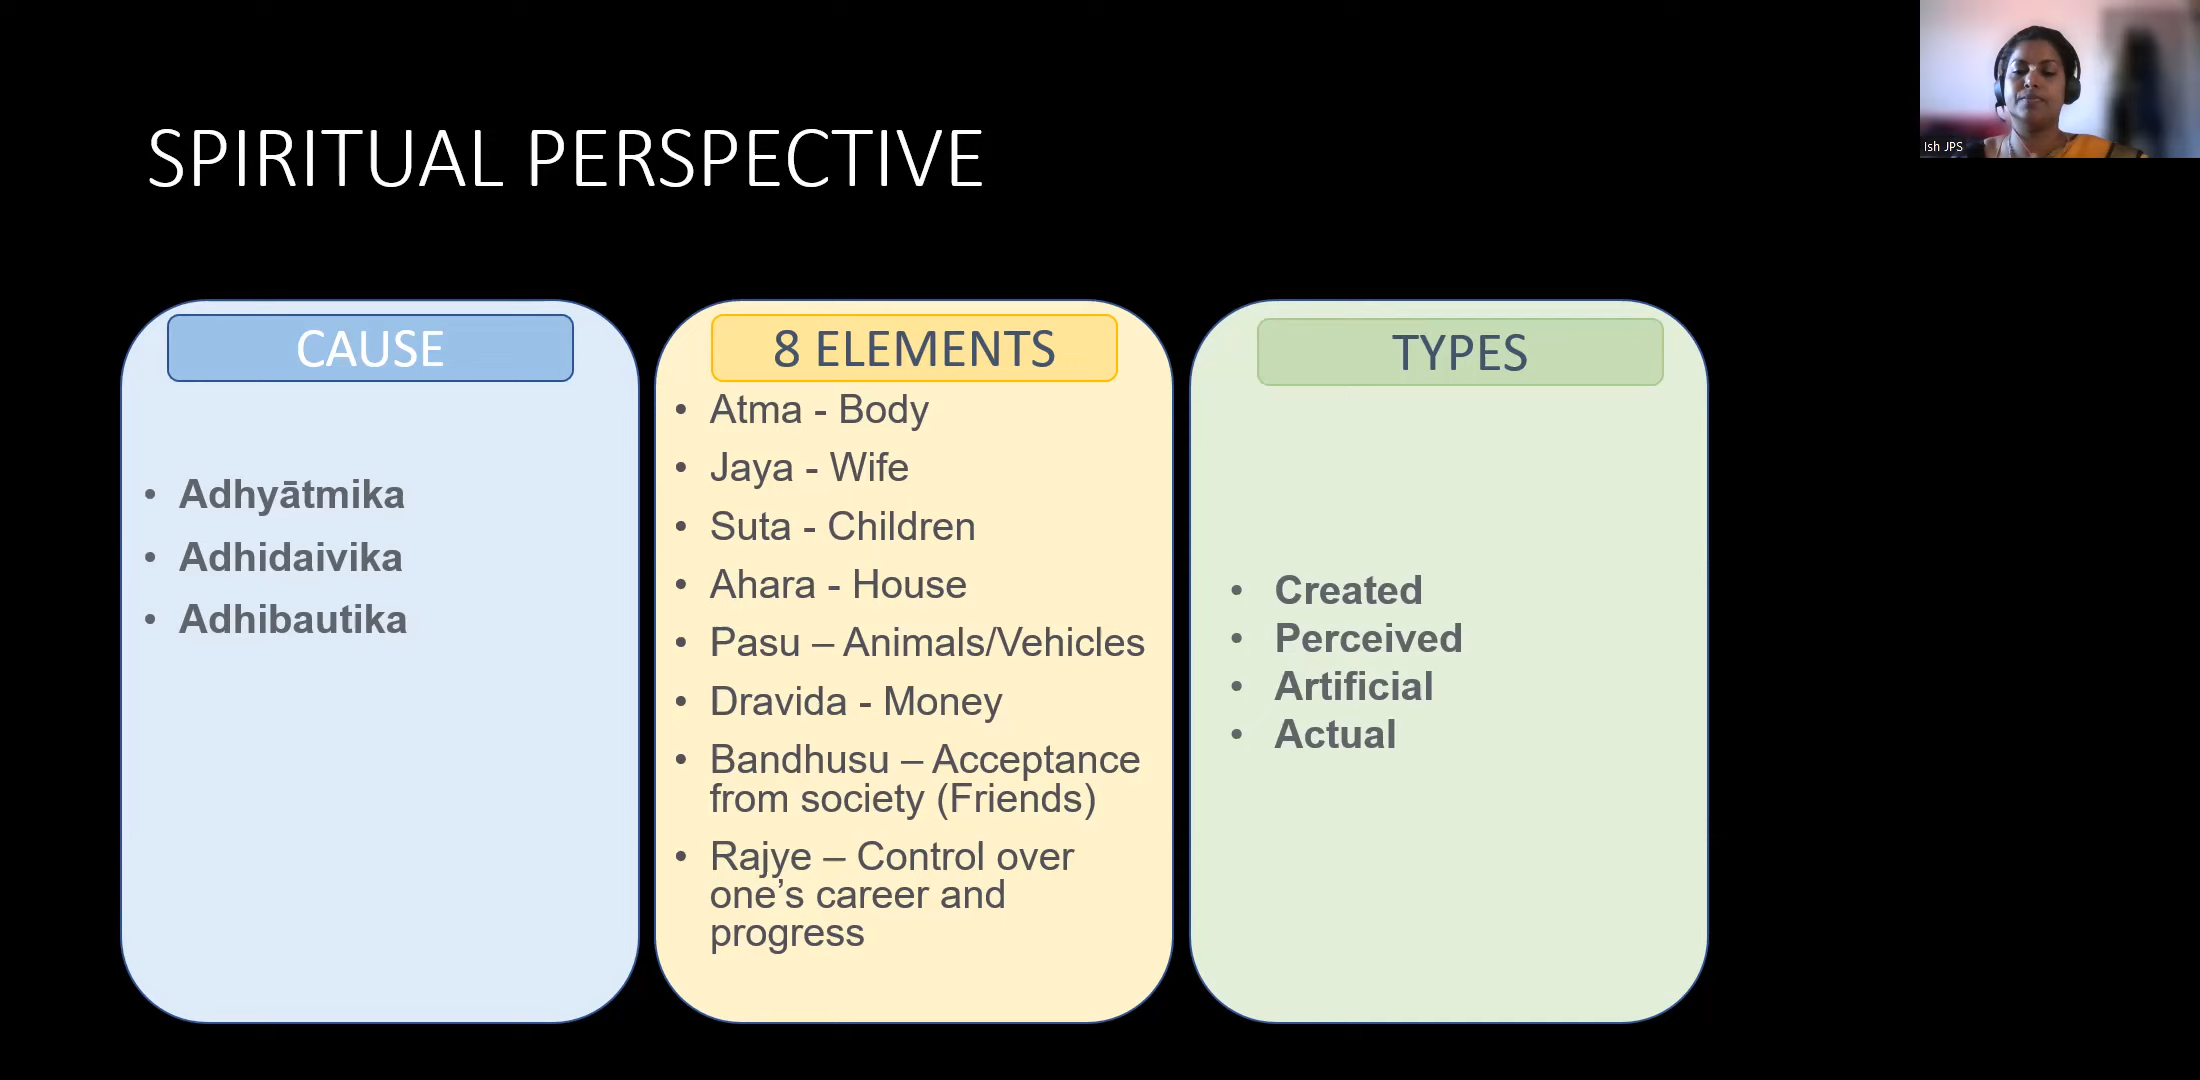 SPIRITUAL PERSPECTIVE
Ish JPS
CAUSE
• Adhyātmika
• Adhidaivika
• Adhibautika
8 ELEMENTS
• Atma - Body
• Jaya - Wife
• Suta - Children
• Ahara - House
• Pasu – Animals/Vehicles
• Dravida - Money
• Bandhusu – Acceptance
from society (Friends)
• Rajye – Control over
one’s career and
progress
TYPES
• Created
• Perceived
• Artificial
• Actual